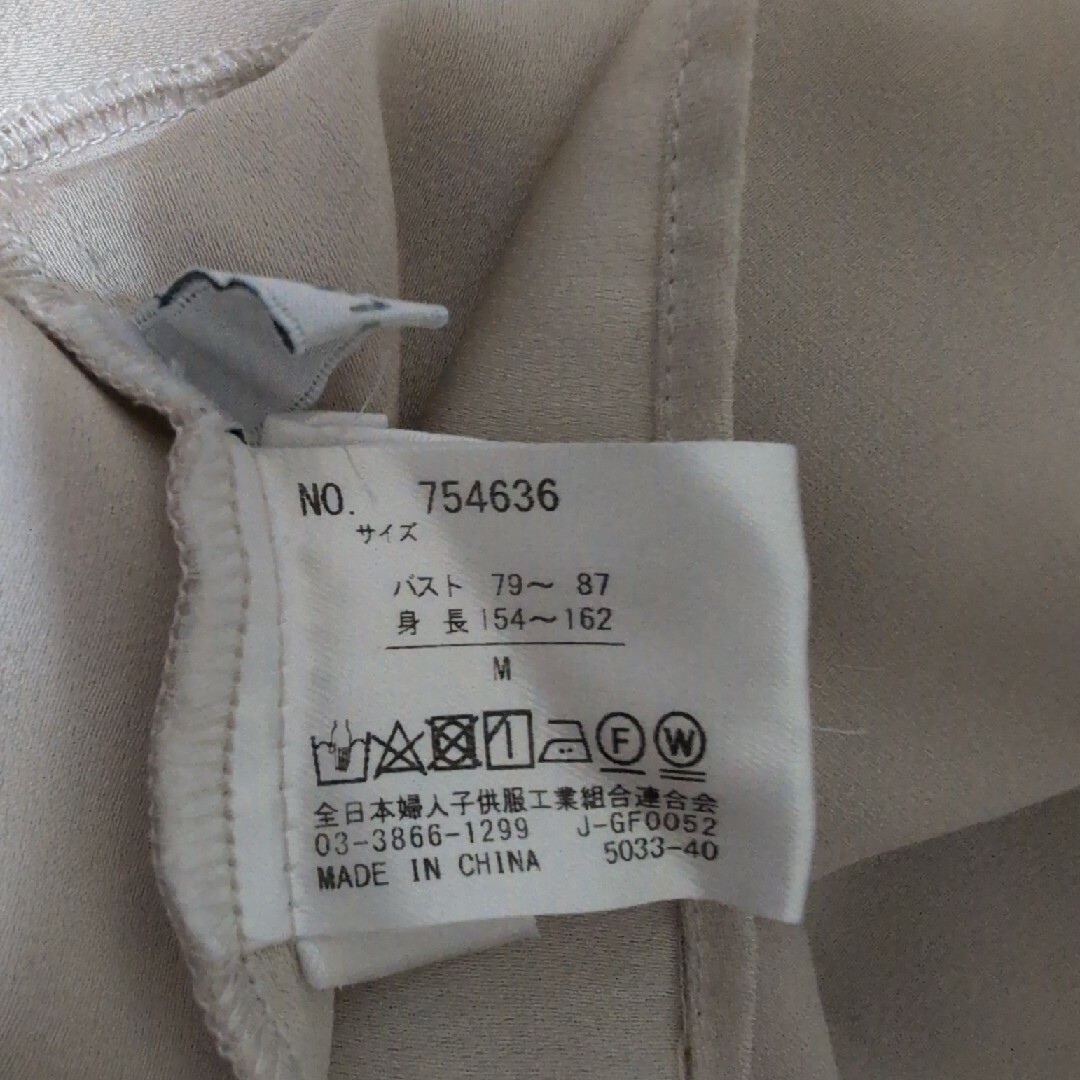 NO. 754636
サイズ
バスト 79～ 87
身 長 154～162
M
F W
全日本婦人子供服工業組合連合会
03-3866-1299 J-GF0052
MADE IN CHINA 5033-40